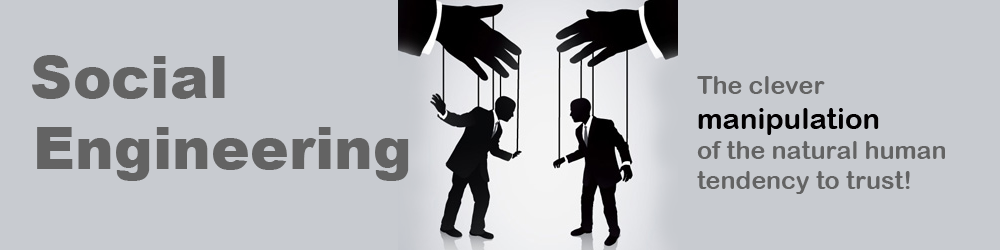 Social
Engineering
The clever
manipulation
of the natural human
tendency to trust!